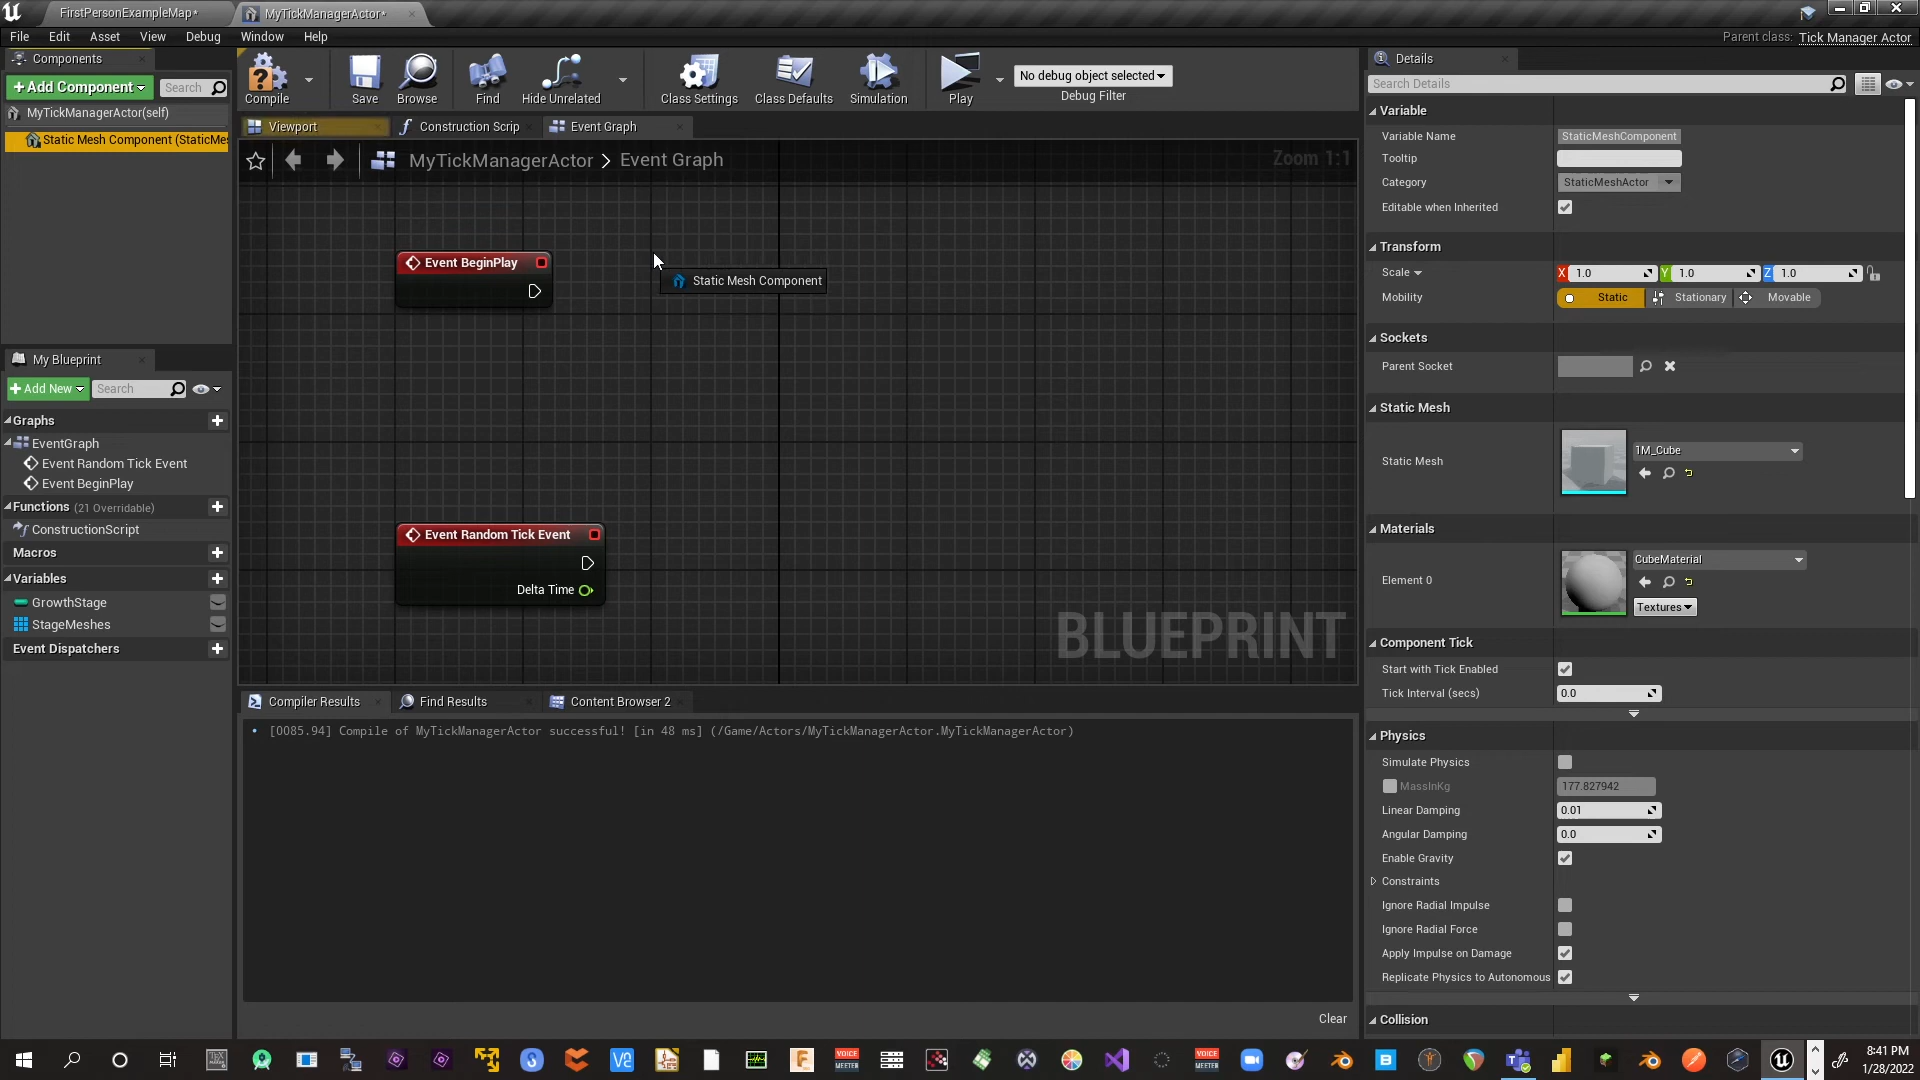 FirstPersonExampleMap*
MyTickManagerActor*
File Edit Asset View Debug Window Help
Parent class: Tick Manager Actor
Components
+Add Component
Search
MyTickManagerActor(self)
Static Mesh Component (StaticMes
Compile
Save
Browse
Find
Hide Unrelated
Class Settings
Class Defaults
Simulation
Play
No debug object selected
Debug Filter
Viewport
Construction Scrip
Event Graph
MyTickManagerActor > Event Graph
Zoom 1:1
Event BeginPlay
Static Mesh Component
Event Random Tick Event
Delta Time
BLUEPRINT
My Blueprint
+Add New
Search
Graphs
EventGraph
Event Random Tick Event
Event BeginPlay
Functions (21 Overridable)
ConstructionScript
Macros
Variables
GrowthStage
StageMeshes
Event Dispatchers
Compiler Results
Find Results
Content Browser 2
[0085.94] Compile of MyTickManagerActor successful! [in 48 ms] (/Game/Actors/MyTickManagerActor.MyTickManagerActor)
Clear
Details
Search Details
Variable
Variable Name StaticMeshComponent
Tooltip
Category StaticMeshActor
Editable when Inherited
Transform
Scale X 1.0 Y 1.0 Z 1.0
Mobility Static Stationary Movable
Sockets
Parent Socket
Static Mesh
Static Mesh 1M_Cube
Materials
Element 0 CubeMaterial
Textures
Component Tick
Start with Tick Enabled
Tick Interval (secs) 0.0
Physics
Simulate Physics
MassInKg 177.827942
Linear Damping 0.01
Angular Damping 0.0
Enable Gravity
Constraints
Ignore Radial Impulse
Ignore Radial Force
Apply Impulse on Damage
Replicate Physics to Autonomous
Collision
VOICE MEETER
VOICE MEETER
8:41 PM
1/28/2022